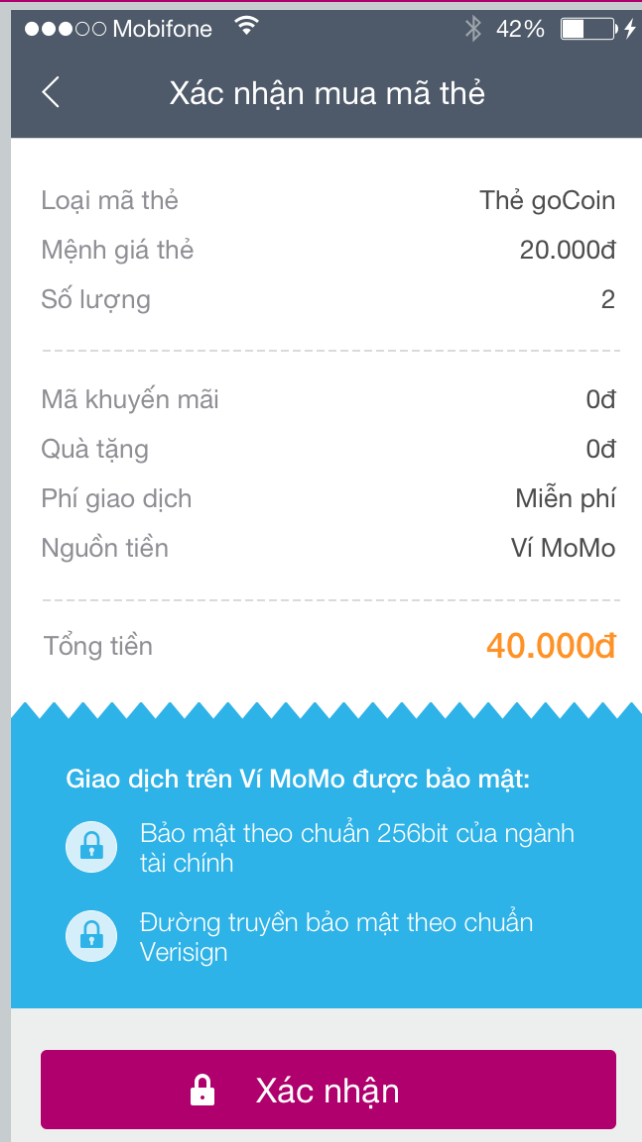 Mobifone 42%
Xác nhận mua mã thẻ
Loại mã thẻ Thẻ goCoin
Mệnh giá thẻ 20.000đ
Số lượng 2
Mã khuyến mãi 0đ
Quà tặng 0đ
Phí giao dịch Miễn phí
Nguồn tiền Ví MoMo
Tổng tiền 40.000đ
Giao dịch trên Ví MoMo được bảo mật:
Bảo mật theo chuẩn 256bit của ngành
tài chính
Đường truyền bảo mật theo chuẩn
Verisign
Xác nhận